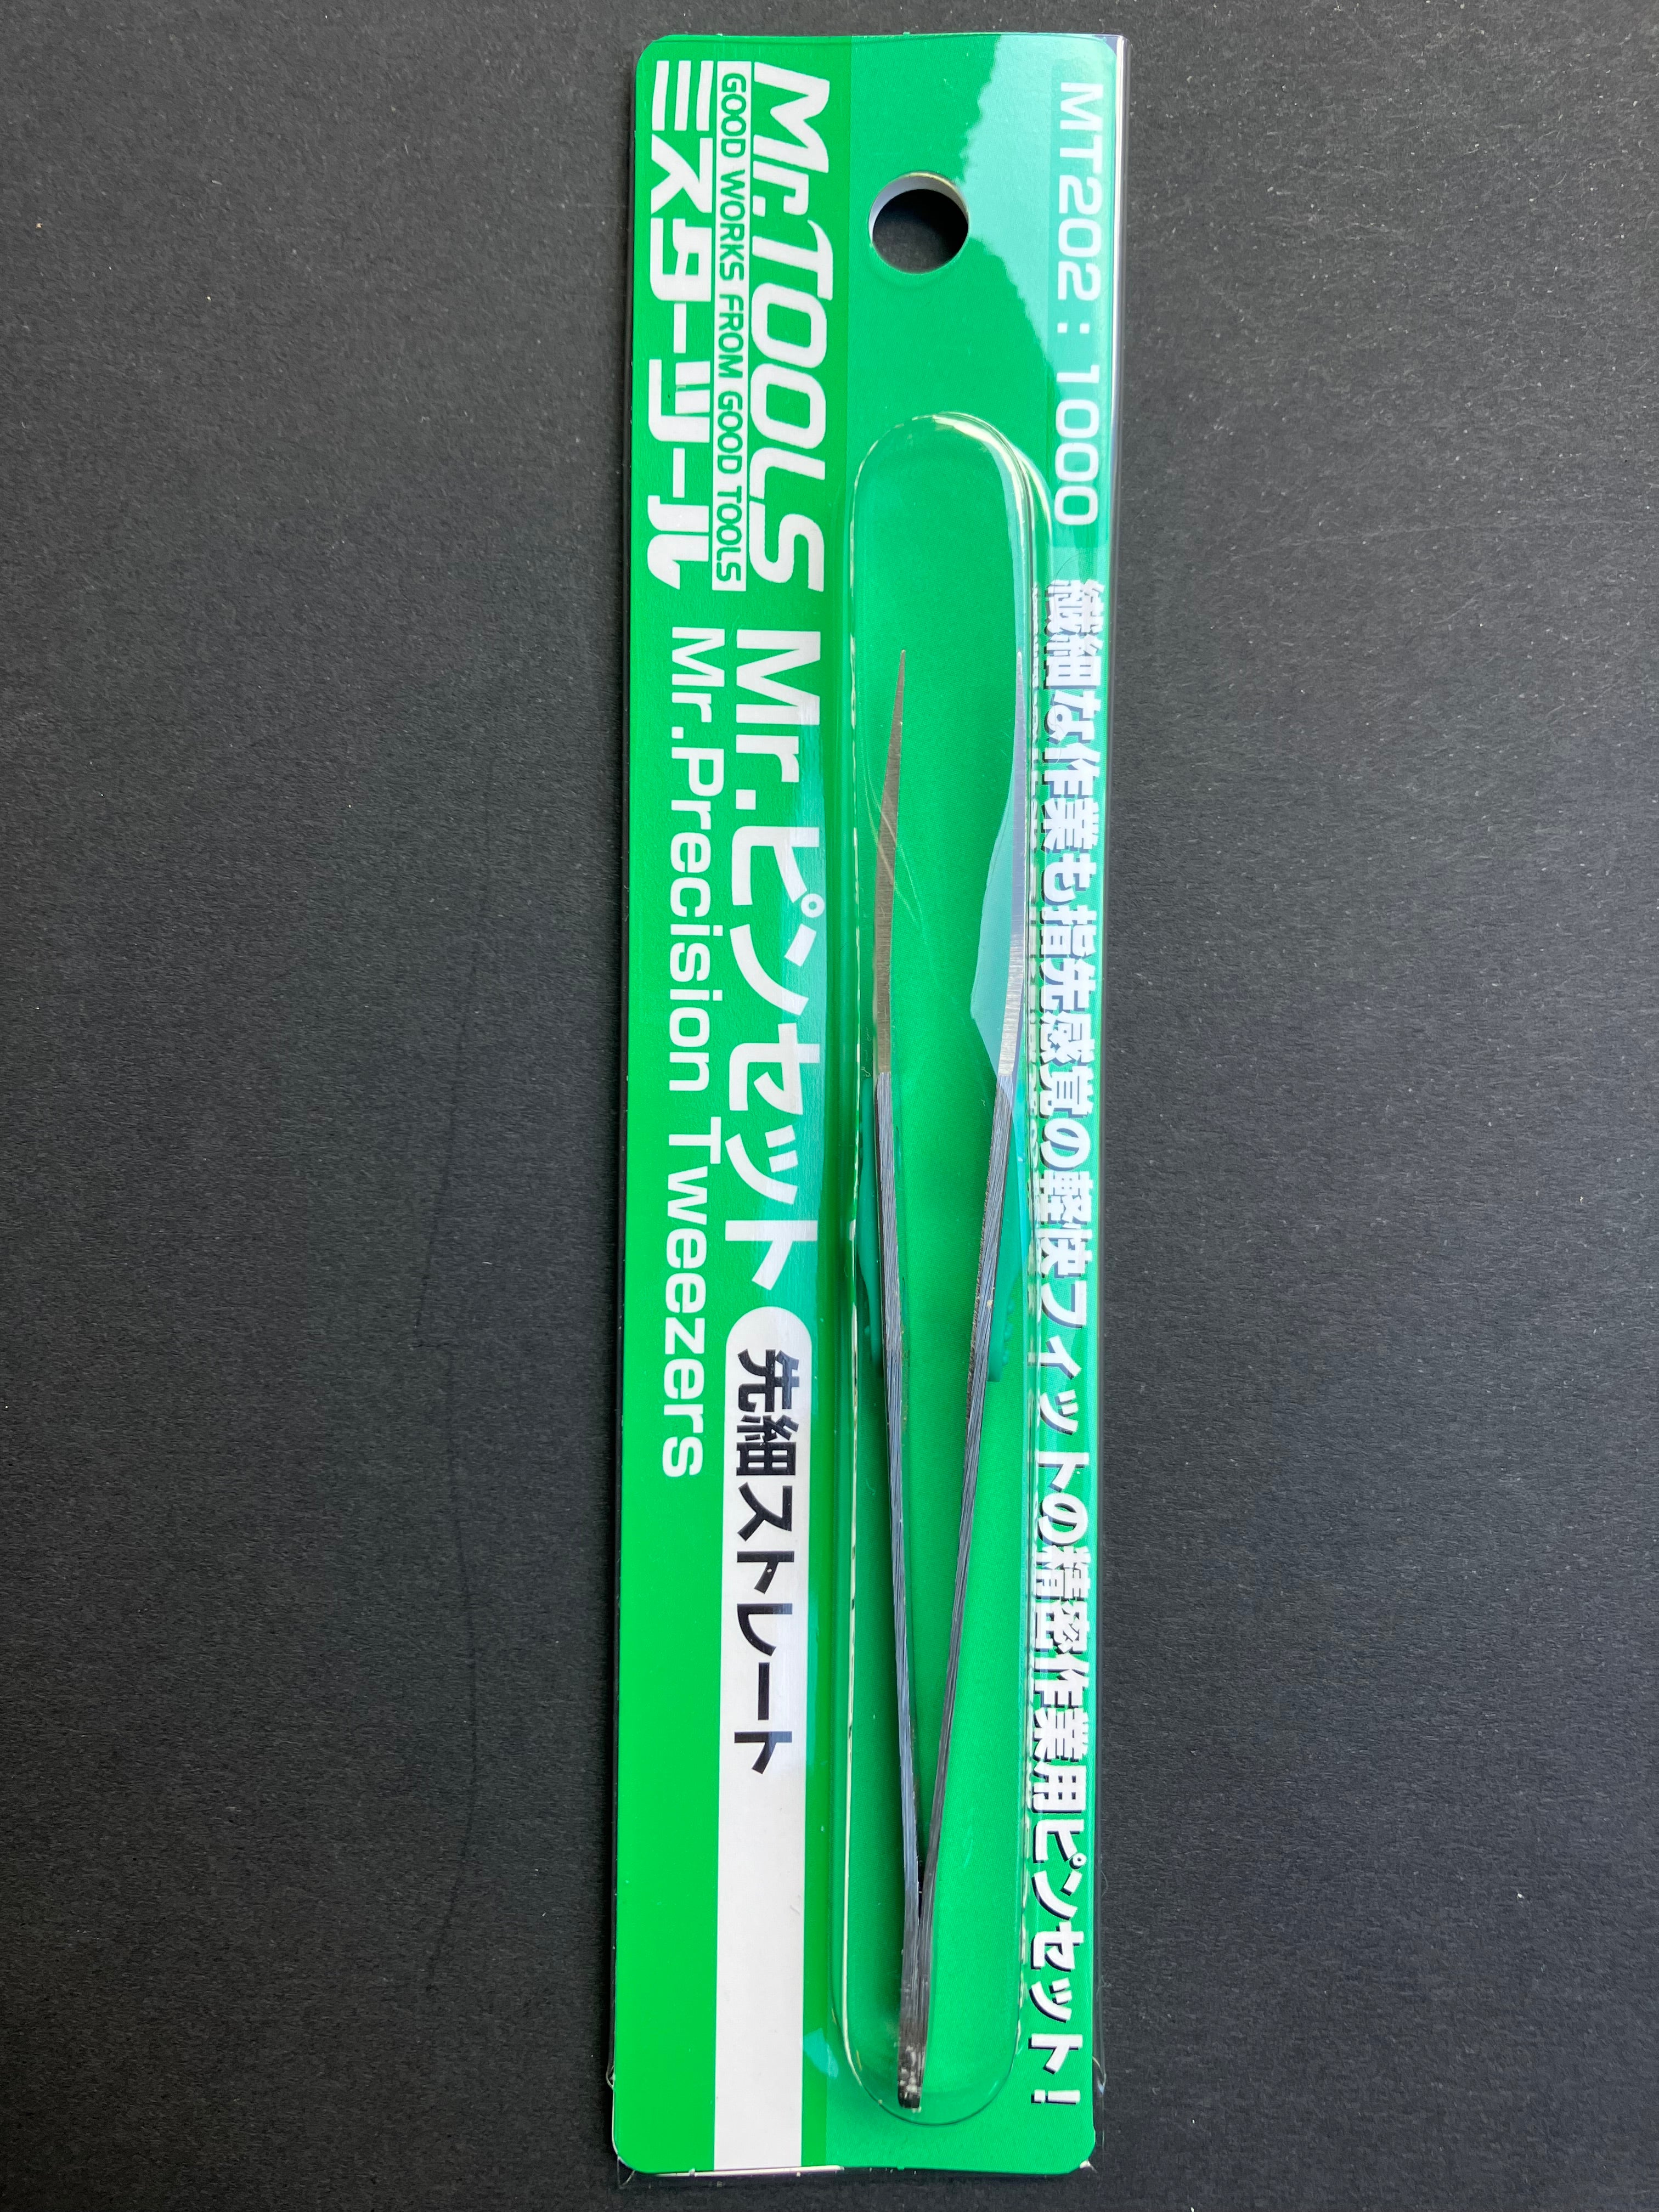 MT202：1000
繊細な作業も指先感覚の軽快フィットの精密作業用ピンセット！
Mr.TOOLS
GOOD WORKS FROM GOOD TOOLS
ミスターツール
Mr.ピンセット 先細ストレート
Mr.Precision Tweezers